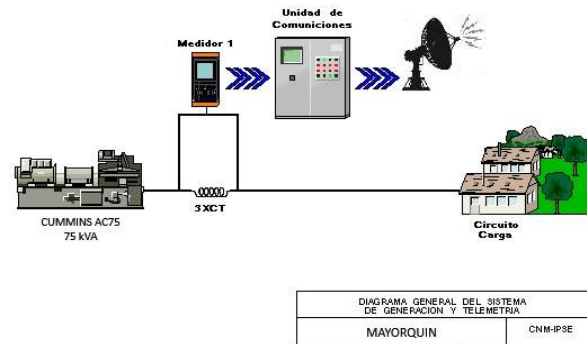 Unidad de
Comuniciones
Medidor 1
3XCT
CUMMINS AC75
75 kVA
Circuito
Carga
DIAGRAMA GENERAL DEL SISTEMA
DE GENERACION Y TELEMETRIA
MAYORQUIN
CNM-IPSE